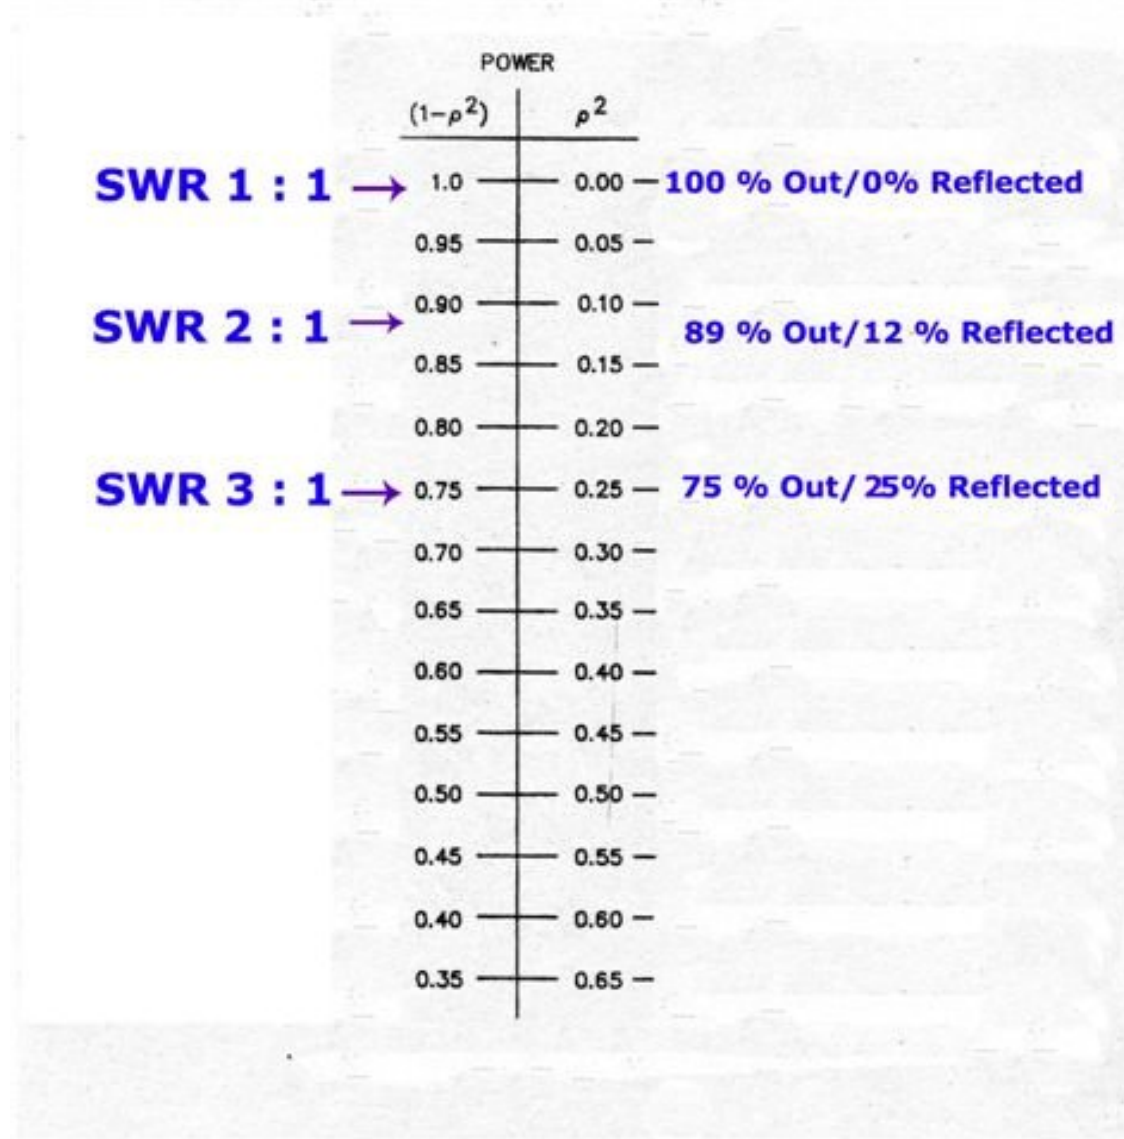 POWER
(1-ρ²) ρ²
SWR 1 : 1 → 1.0 0.00 100 % Out/0% Reflected
0.95 0.05
0.90 0.10
SWR 2 : 1 → 89 % Out/12 % Reflected
0.85 0.15
0.80 0.20
SWR 3 : 1 → 0.75 0.25 75 % Out/ 25% Reflected
0.70 0.30
0.65 0.35
0.60 0.40
0.55 0.45
0.50 0.50
0.45 0.55
0.40 0.60
0.35 0.65